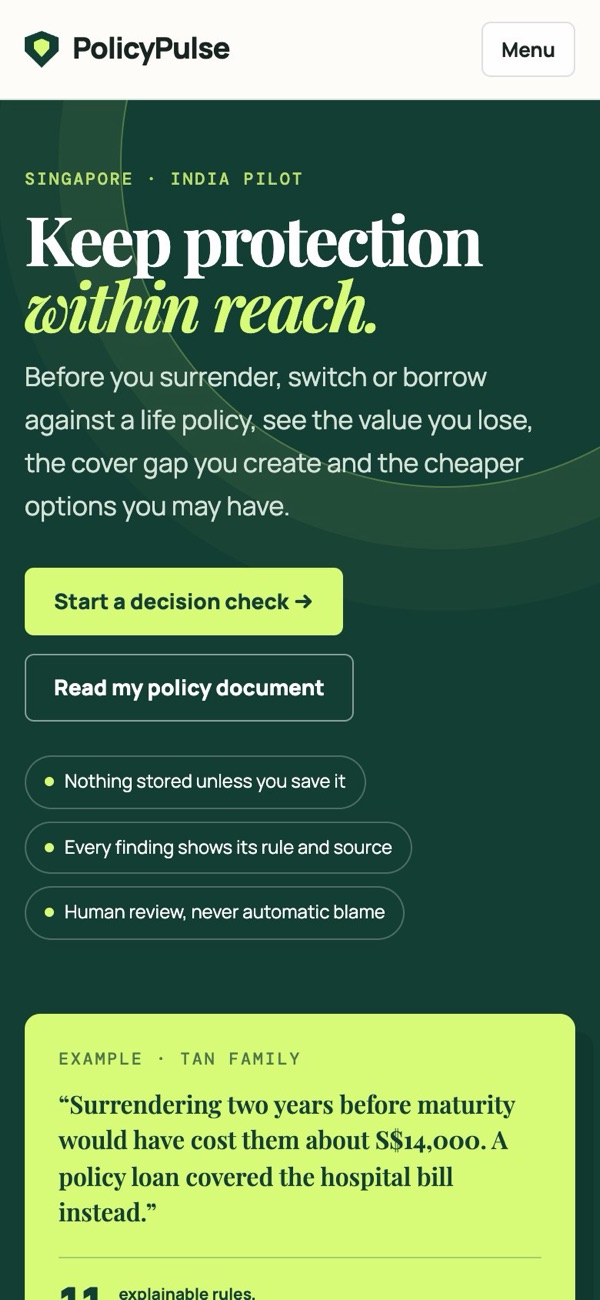 PolicyPulse
Menu
SINGAPORE · INDIA PILOT
Keep protection
within reach.
Before you surrender, switch or borrow
against a life policy, see the value you lose,
the cover gap you create and the cheaper
options you may have.
Start a decision check →
Read my policy document
Nothing stored unless you save it
Every finding shows its rule and source
Human review, never automatic blame
EXAMPLE · TAN FAMILY
“Surrendering two years before maturity
would have cost them about S$14,000. A
policy loan covered the hospital bill
instead.”
11 explainable rules,